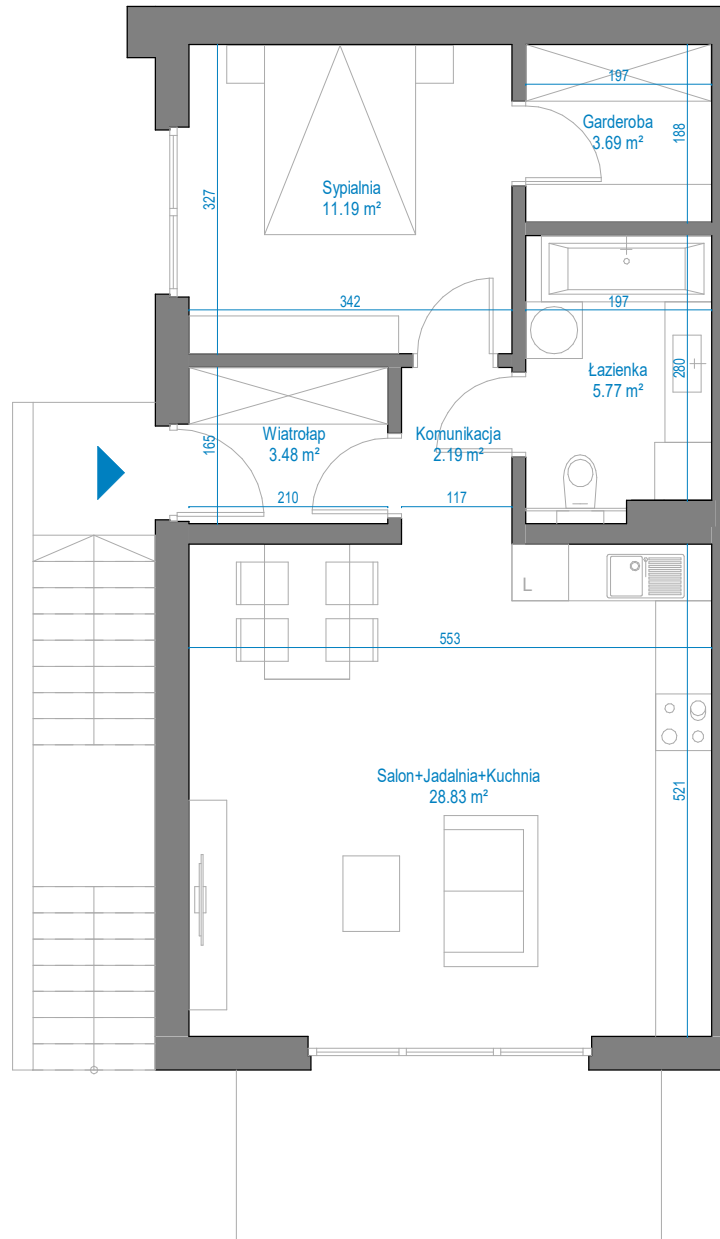 197
Garderoba
3.69 m²
188
Sypialnia
11.19 m²
327
342
197
Łazienka
5.77 m²
280
Wiatrołap
3.48 m²
165
210
Komunikacja
2.19 m²
117
L
553
Salon+Jadalnia+Kuchnia
28.83 m²
521